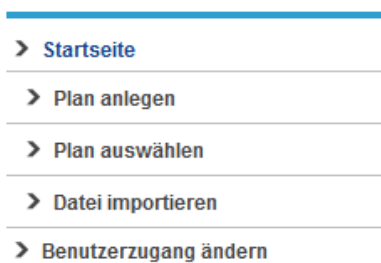 Startseite
Plan anlegen
Plan auswählen
Datei importieren
Benutzerzugang ändern